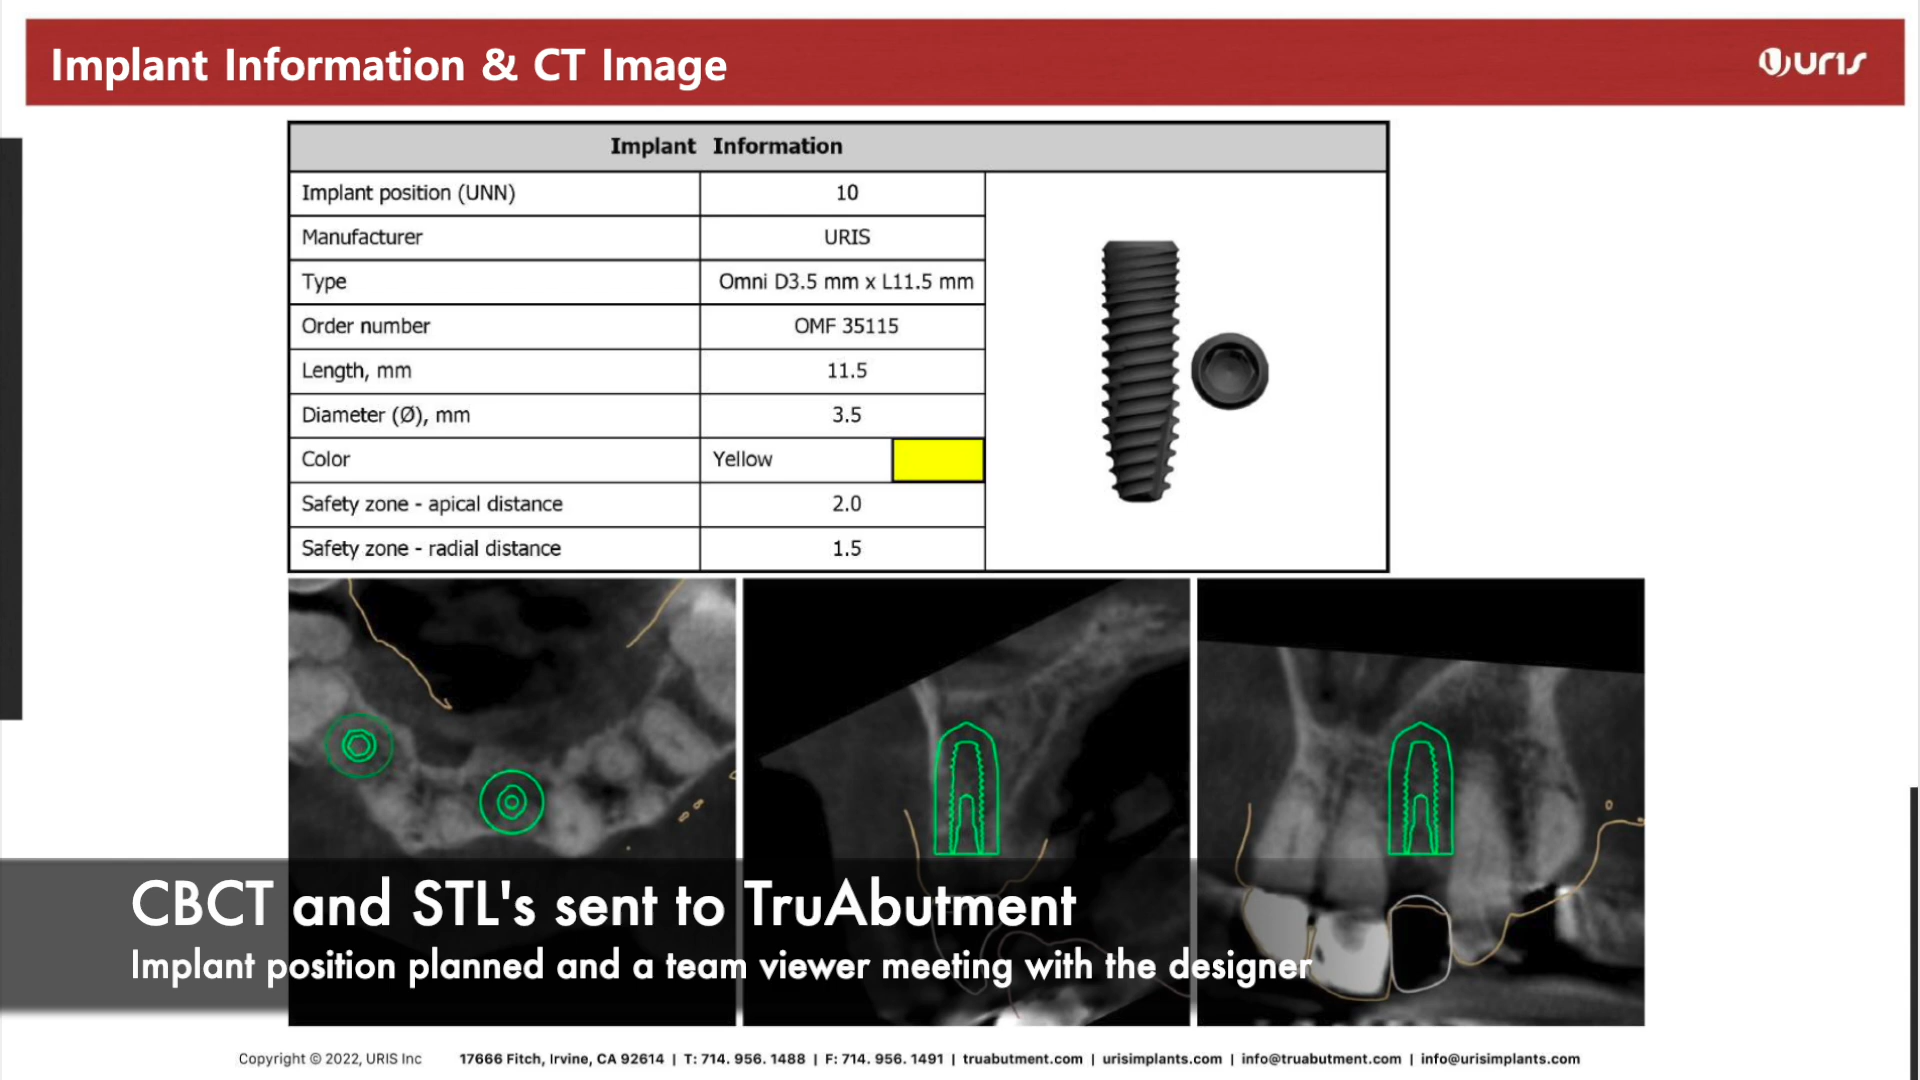 Implant Information & CT Image
URIS
Implant Information
Implant position (UNN) 10
Manufacturer URIS
Type Omni D3.5 mm x L11.5 mm
Order number OMF 35115
Length, mm 11.5
Diameter (Ø), mm 3.5
Color Yellow
Safety zone - apical distance 2.0
Safety zone - radial distance 1.5
CBCT and STL's sent to TruAbutment
Implant position planned and a team viewer meeting with the designer
Copyright © 2022, URIS Inc 17666 Fitch, Irvine, CA 92614 | T: 714. 956. 1488 | F: 714. 956. 1491 | truabutment.com | urisimplants.com | info@truabutment.com | info@urisimplants.com